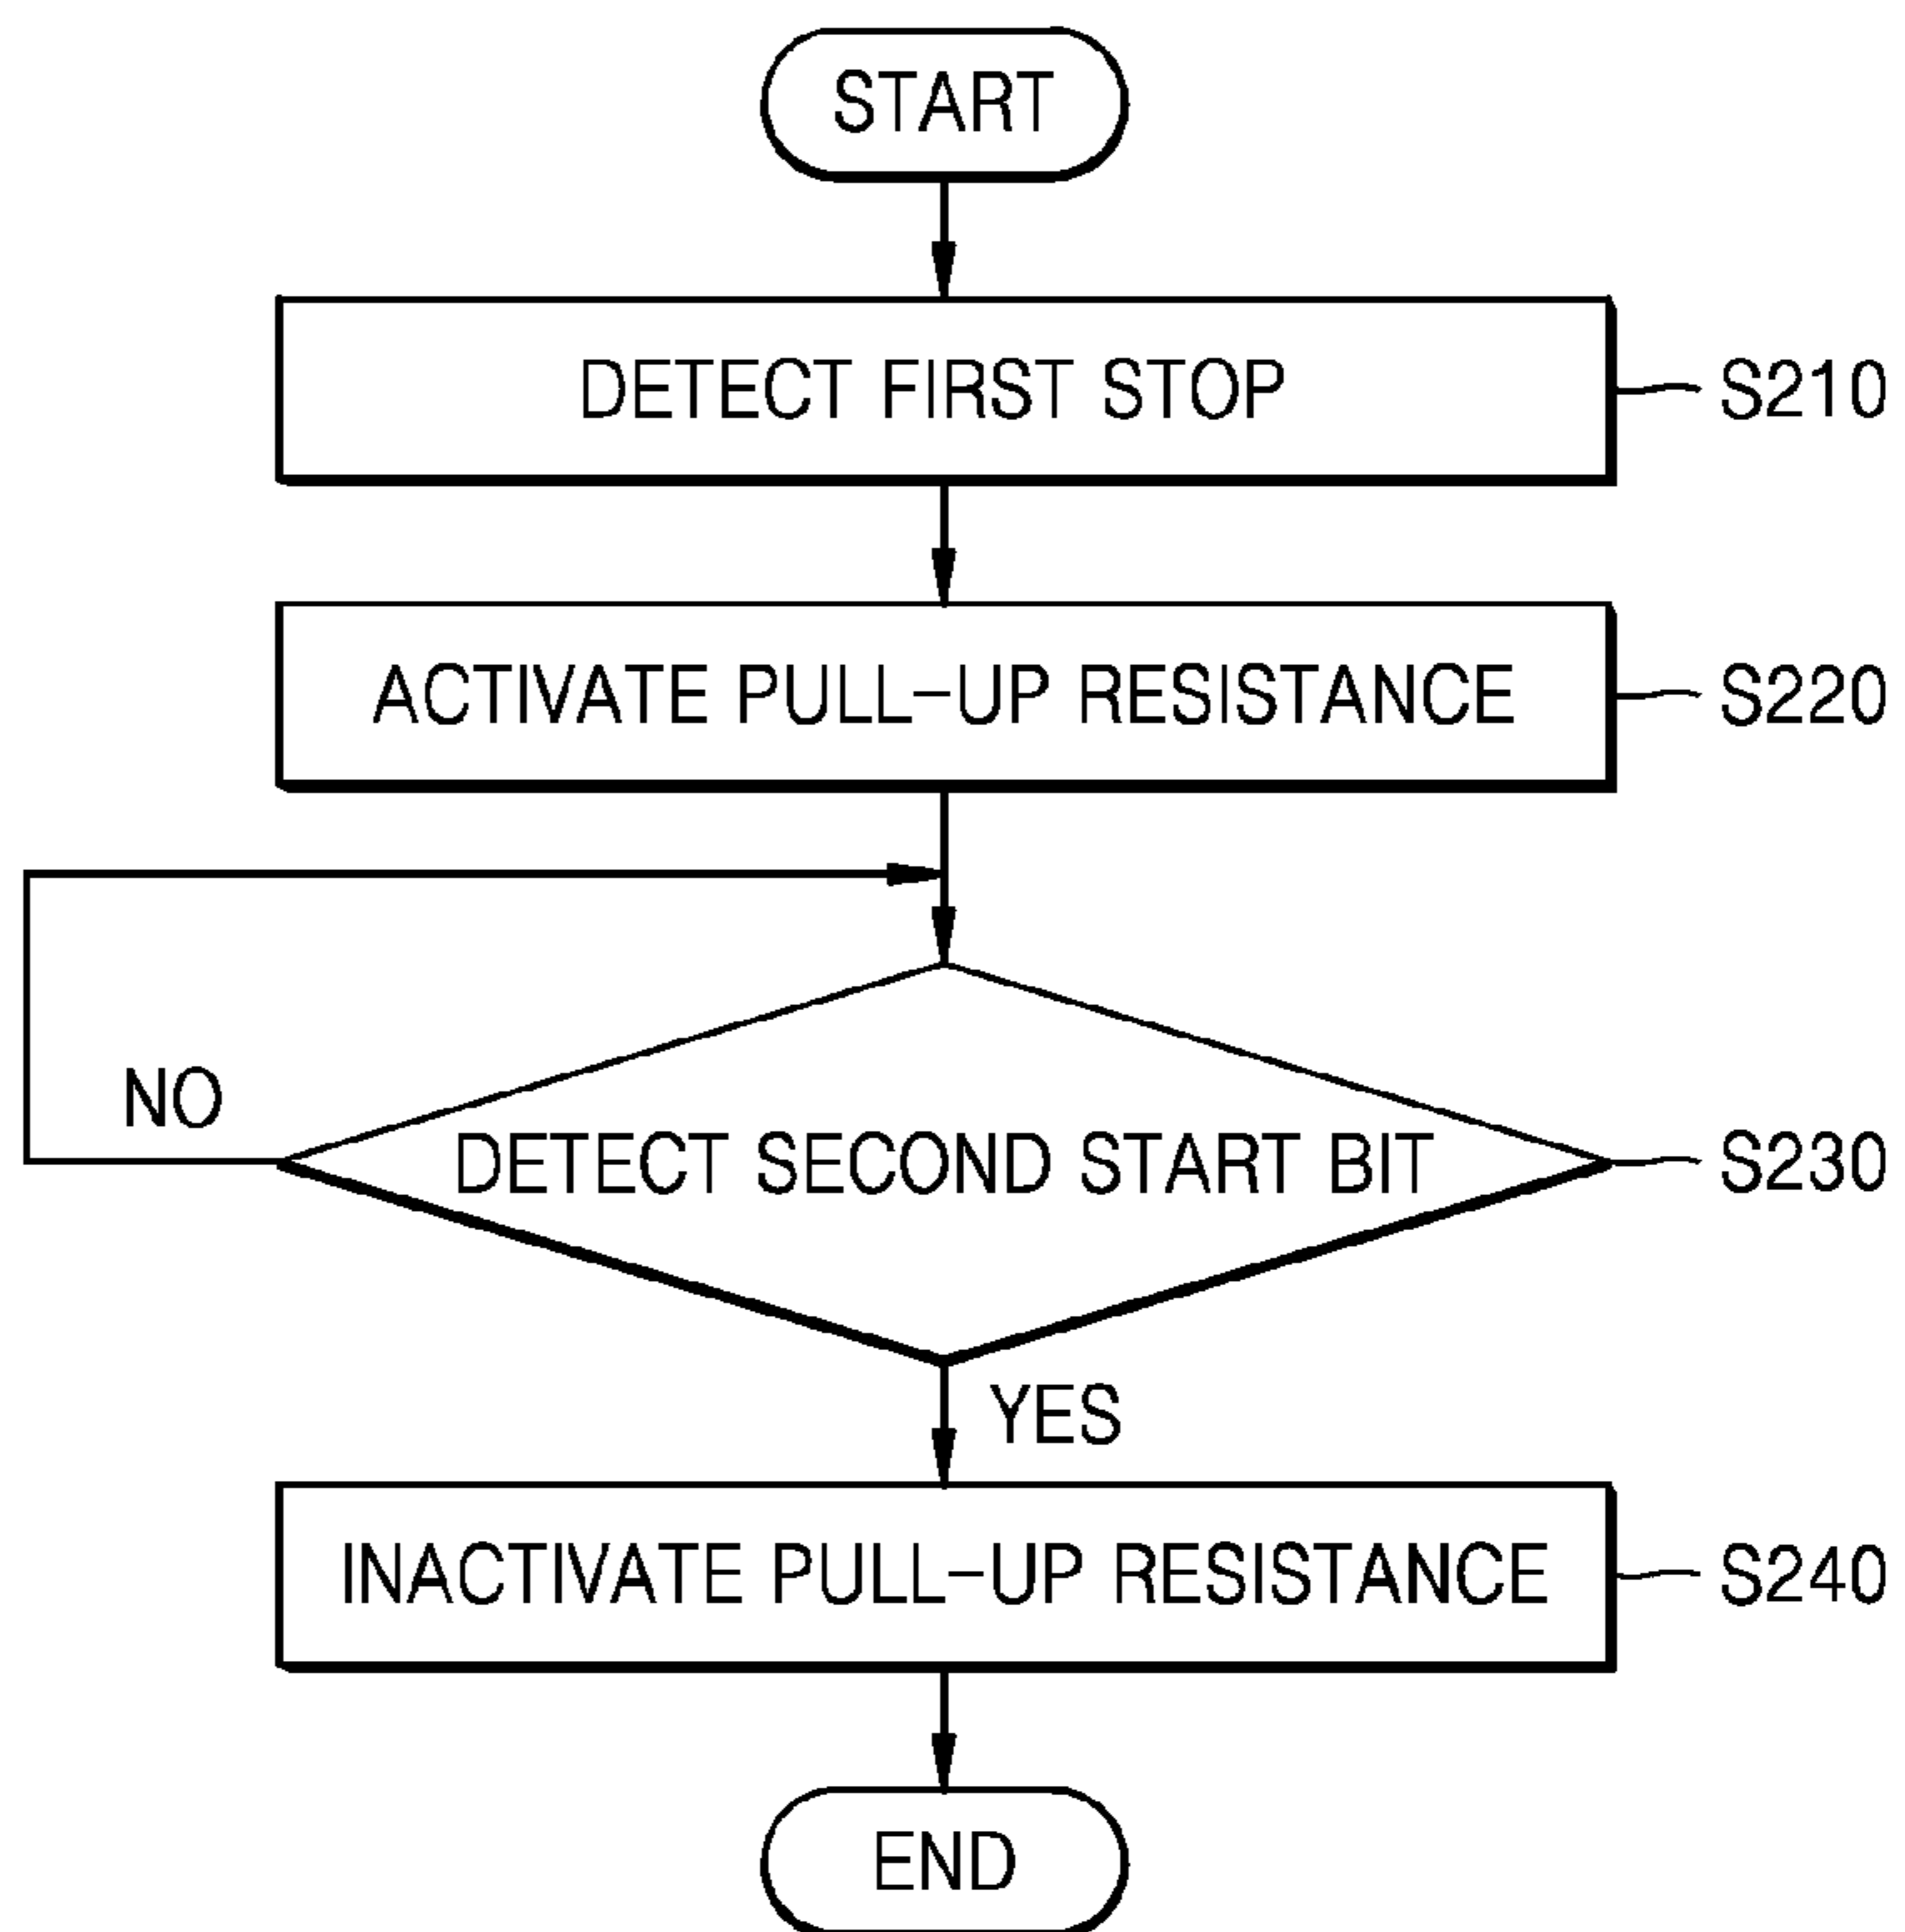 START
DETECT FIRST STOP
S210
ACTIVATE PULL-UP RESISTANCE
S220
NO
DETECT SECOND START BIT
S230
YES
INACTIVATE PULL-UP RESISTANCE
S240
END